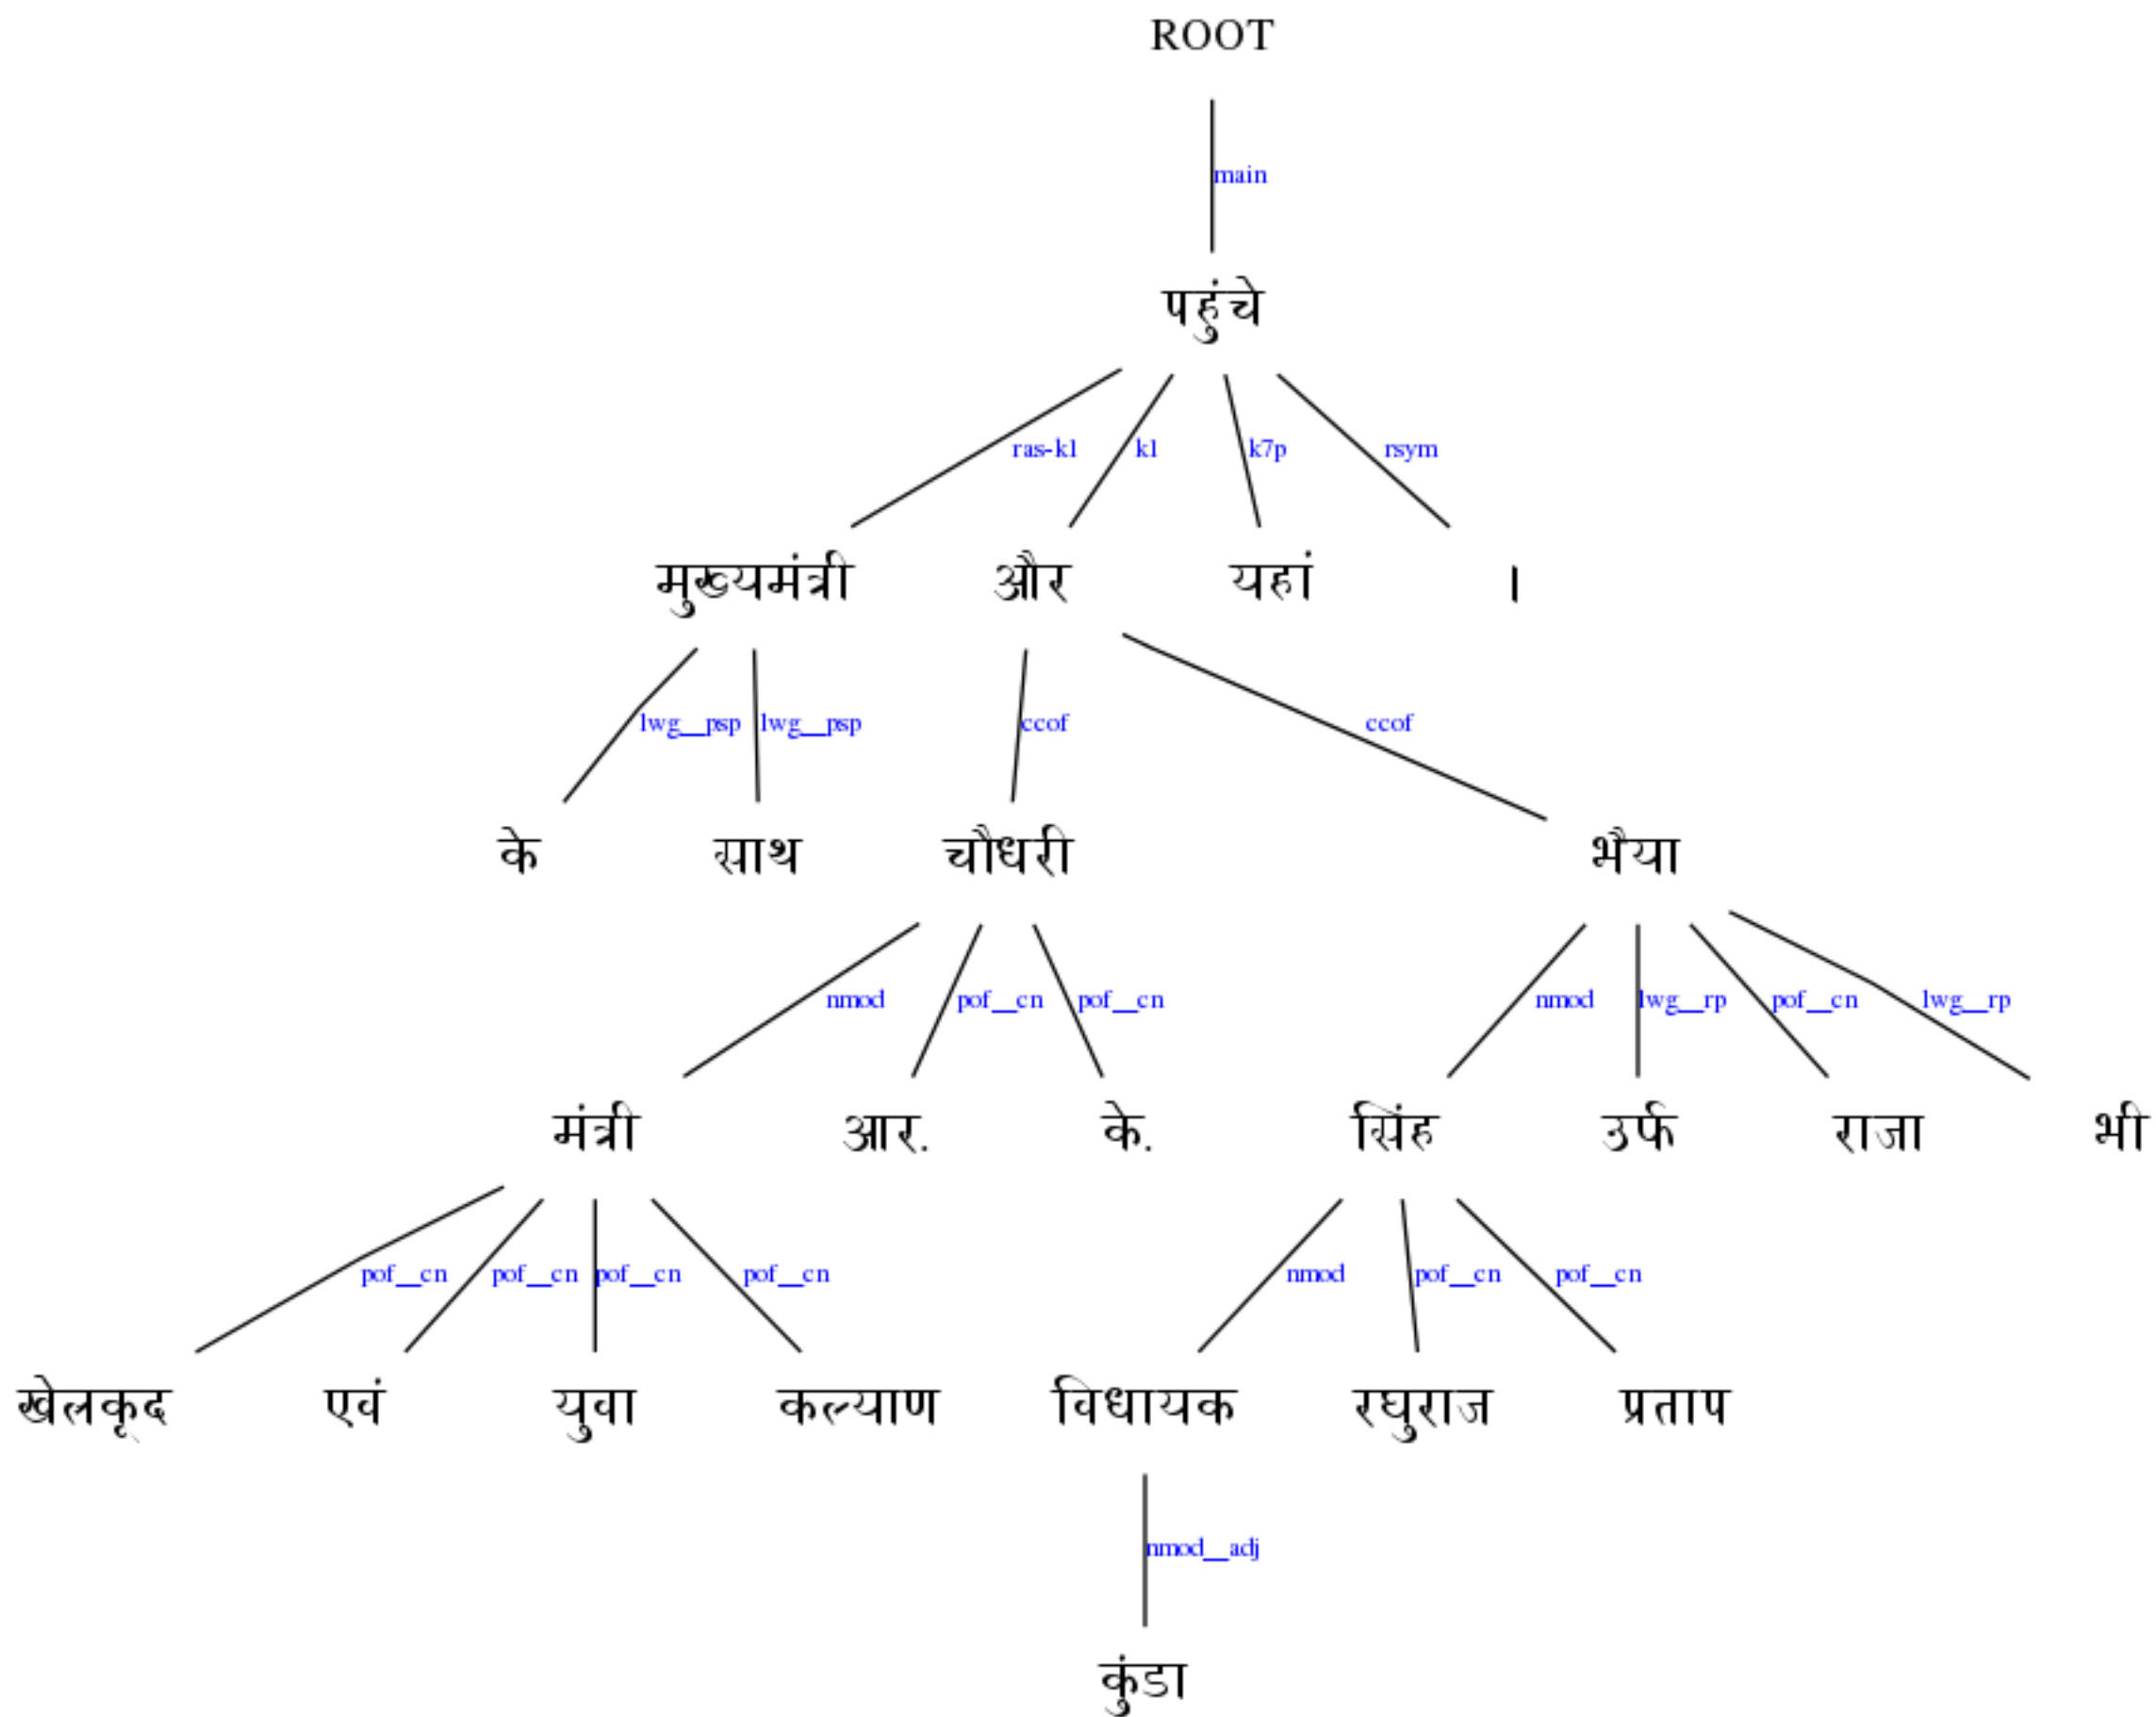 ROOT
main
पहुंचे
ras-k1 k1 k7p rsym
मुख्यमंत्री और यहां ।
lwg__psp lwg__psp ccof ccof
के साथ चौधरी भैया
nmod pof__cn pof__cn nmod lwg__rp pof__cn lwg__rp
मंत्री आर. के. सिंह उर्फ राजा भी
pof__cn pof__cn pof__cn pof__cn nmod pof__cn pof__cn
खेलकूद एवं युवा कल्याण विधायक रघुराज प्रताप
nmod__adj
कुंडा